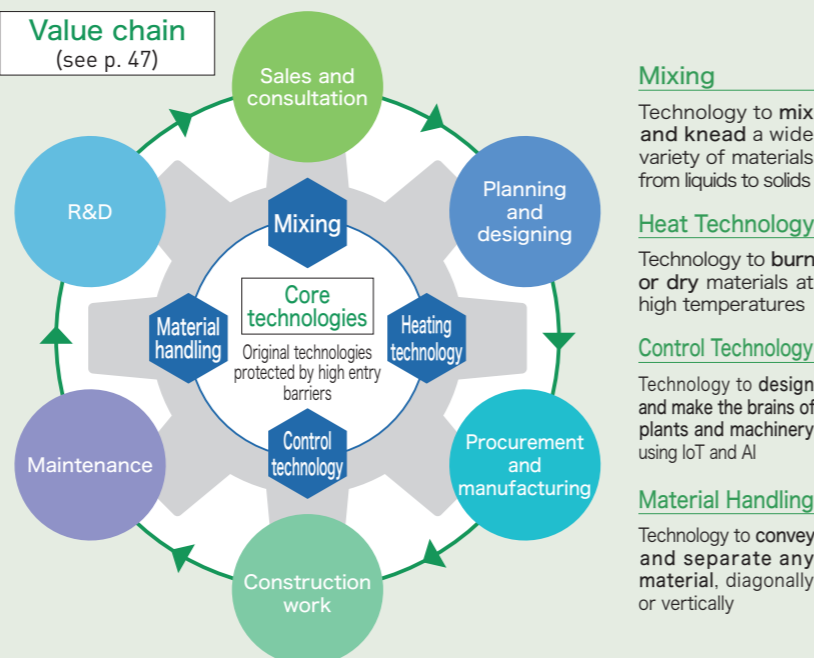 Value chain
(see p. 47)
Sales and
consultation
Planning
and
designing
Procurement
and
manufacturing
Construction
work
Maintenance
R&D
Mixing
Heating
technology
Control
technology
Material
handling
Core
technologies
Original technologies
protected by high entry
barriers
Mixing
Technology to mix
and knead a wide
variety of materials
from liquids to solids
Heat Technology
Technology to burn
or dry materials at
high temperatures
Control Technology
Technology to design
and make the brains of
plants and machinery
using IoT and AI
Material Handling
Technology to convey
and separate any
material, diagonally
or vertically